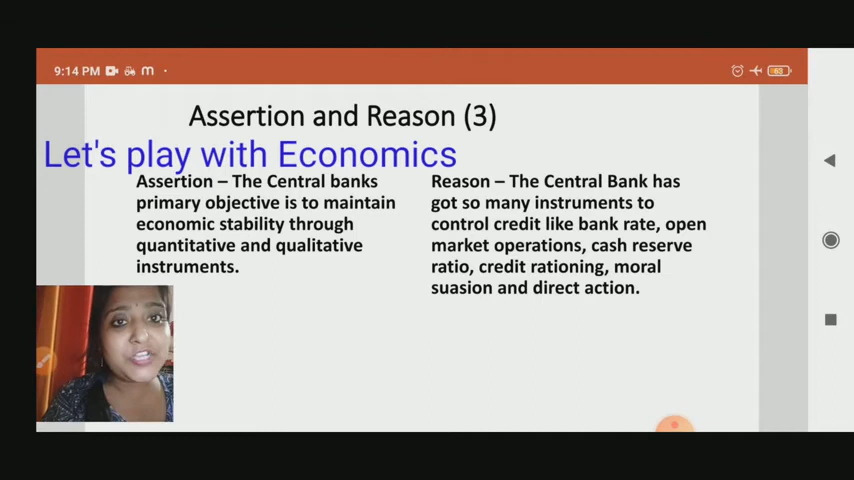 9:14 PM
63
Assertion and Reason (3)
Let's play with Economics
Assertion – The Central banks
primary objective is to maintain
economic stability through
quantitative and qualitative
instruments.
Reason – The Central Bank has
got so many instruments to
control credit like bank rate, open
market operations, cash reserve
ratio, credit rationing, moral
suasion and direct action.